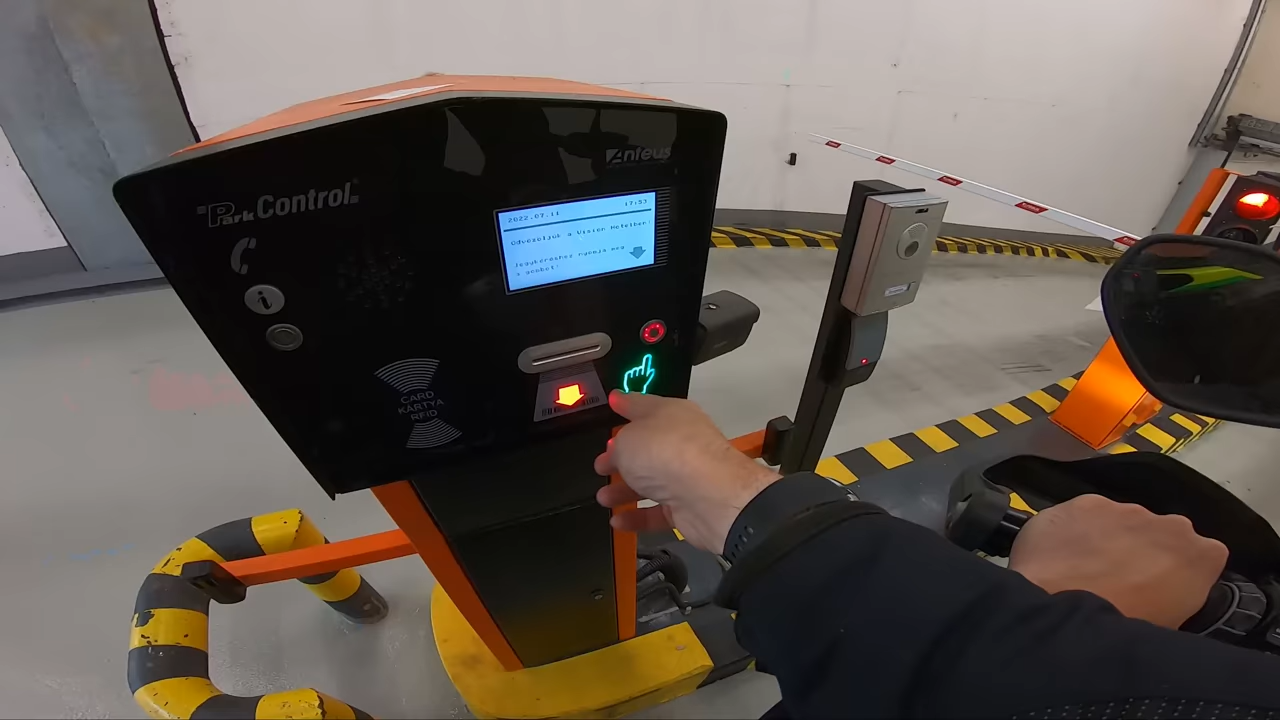 ParkControl
Anteus
2022.07.11 17:53
Üdvözöljük a Vision Hotelben!
Jegykéréshez nyomja meg
a gombot!
CARD
KÁRTYA
RFID